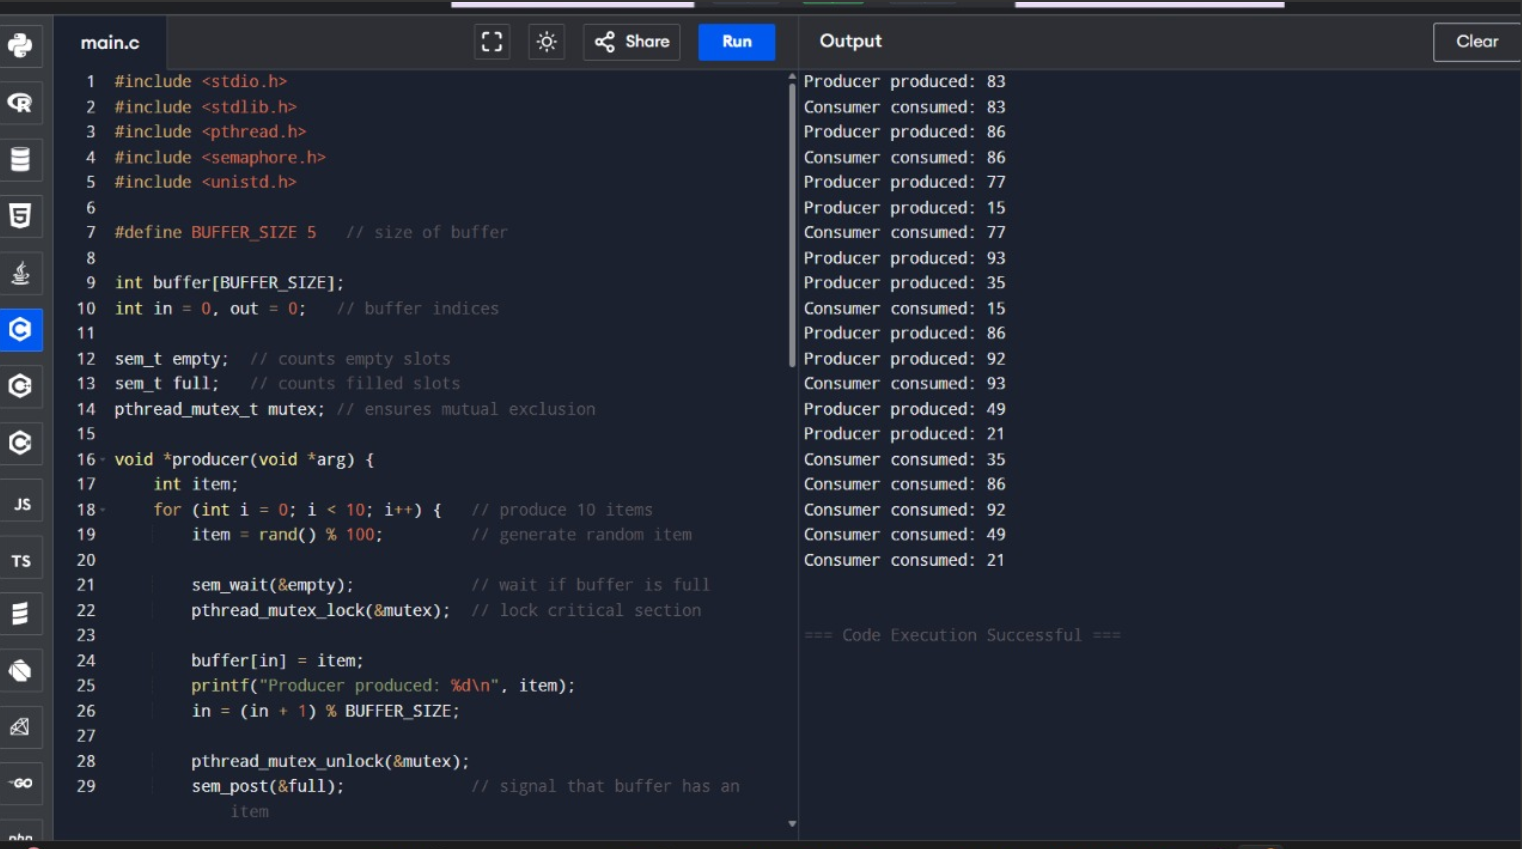 main.c
Share
Run
Output
Clear
JS
TS
GO
php
1 #include <stdio.h>
2 #include <stdlib.h>
3 #include <pthread.h>
4 #include <semaphore.h>
5 #include <unistd.h>
6
7 #define BUFFER_SIZE 5   // size of buffer
8
9 int buffer[BUFFER_SIZE];
10 int in = 0, out = 0;   // buffer indices
11
12 sem_t empty;  // counts empty slots
13 sem_t full;   // counts filled slots
14 pthread_mutex_t mutex; // ensures mutual exclusion
15
16 void *producer(void *arg) {
17     int item;
18     for (int i = 0; i < 10; i++) {   // produce 10 items
19         item = rand() % 100;         // generate random item
20
21         sem_wait(&empty);            // wait if buffer is full
22         pthread_mutex_lock(&mutex);  // lock critical section
23
24         buffer[in] = item;
25         printf("Producer produced: %d\n", item);
26         in = (in + 1) % BUFFER_SIZE;
27
28         pthread_mutex_unlock(&mutex);
29         sem_post(&full);             // signal that buffer has an
item
Producer produced: 83
Consumer consumed: 83
Producer produced: 86
Consumer consumed: 86
Producer produced: 77
Producer produced: 15
Consumer consumed: 77
Producer produced: 93
Producer produced: 35
Consumer consumed: 15
Producer produced: 86
Producer produced: 92
Consumer consumed: 93
Producer produced: 49
Producer produced: 21
Consumer consumed: 35
Consumer consumed: 86
Consumer consumed: 92
Consumer consumed: 49
Consumer consumed: 21
=== Code Execution Successful ===